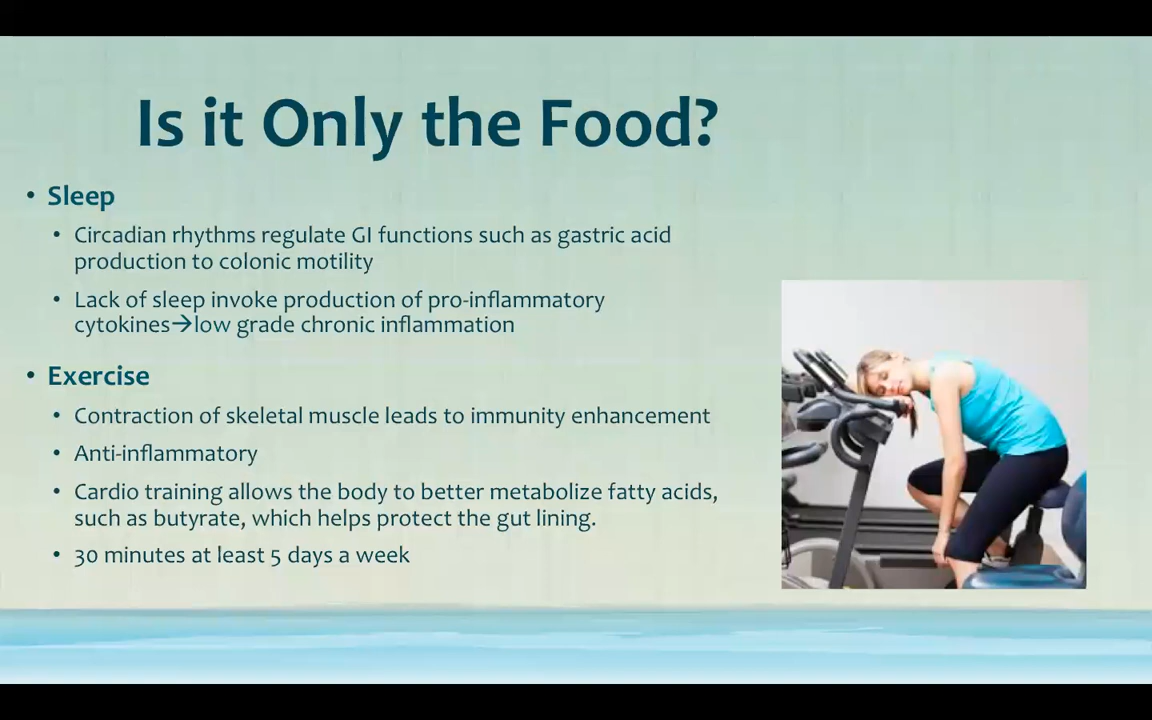 Is it Only the Food?
• Sleep
• Circadian rhythms regulate GI functions such as gastric acid
production to colonic motility
• Lack of sleep invoke production of pro-inflammatory
cytokines→low grade chronic inflammation
• Exercise
• Contraction of skeletal muscle leads to immunity enhancement
• Anti-inflammatory
• Cardio training allows the body to better metabolize fatty acids,
such as butyrate, which helps protect the gut lining.
• 30 minutes at least 5 days a week